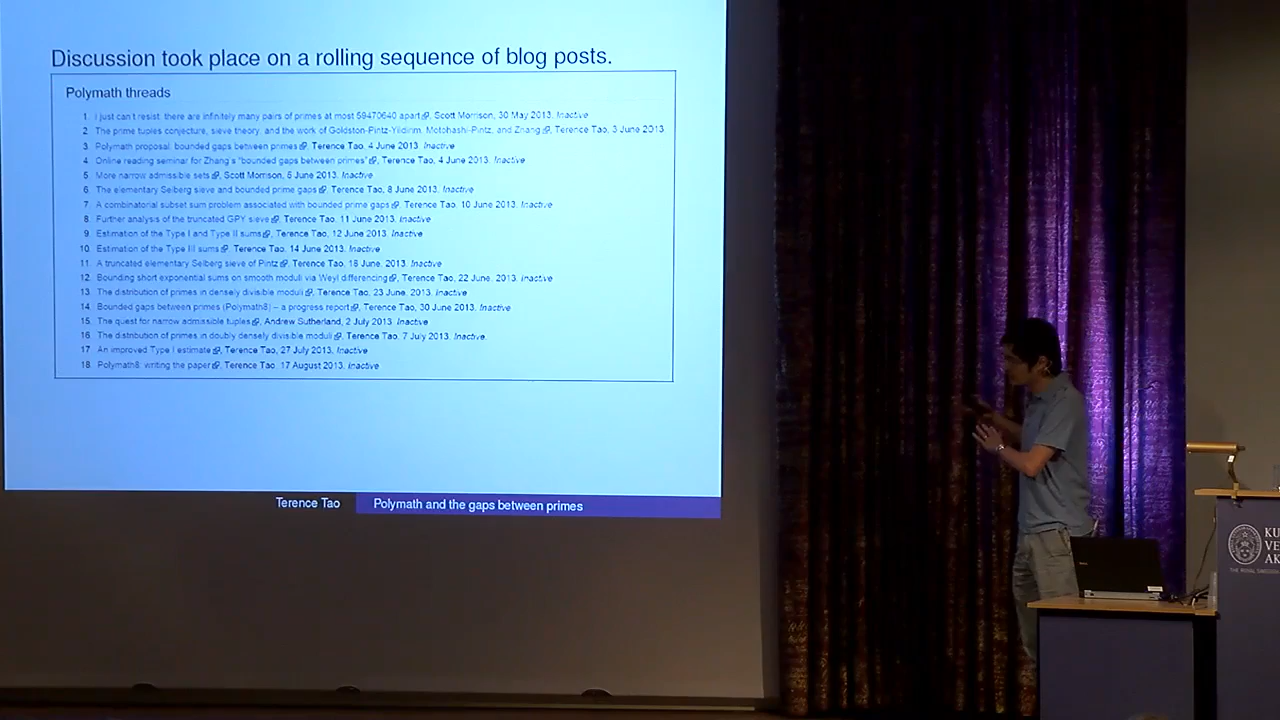 Discussion took place on a rolling sequence of blog posts.
Polymath threads
1. I just can't resist: there are infinitely many pairs of primes at most 59470640 apart, Scott Morrison, 30 May 2013. Inactive
2. The prime tuples conjecture, sieve theory, and the work of Goldston-Pintz-Yildirim, Motohashi-Pintz, and Zhang, Terence Tao, 3 June 2013.
3. Polymath proposal: bounded gaps between primes, Terence Tao, 4 June 2013. Inactive
4. Online reading seminar for Zhang's "bounded gaps between primes", Terence Tao, 4 June 2013. Inactive
5. More narrow admissible sets, Scott Morrison, 5 June 2013. Inactive
6. The elementary Selberg sieve and bounded prime gaps, Terence Tao, 8 June 2013. Inactive
7. A combinatorial subset sum problem associated with bounded prime gaps, Terence Tao, 10 June 2013. Inactive
8. Further analysis of the truncated GPY sieve, Terence Tao, 11 June 2013. Inactive
9. Estimation of the Type I and Type II sums, Terence Tao, 12 June 2013. Inactive
10. Estimation of the Type III sums, Terence Tao, 14 June 2013. Inactive
11. A truncated elementary Selberg sieve of Pintz, Terence Tao, 18 June, 2013. Inactive
12. Bounding short exponential sums on smooth moduli via Weyl differencing, Terence Tao, 22 June, 2013. Inactive
13. The distribution of primes in densely divisible moduli, Terence Tao, 23 June, 2013. Inactive
14. Bounded gaps between primes (Polymath8) – a progress report, Terence Tao, 30 June 2013. Inactive
15. The quest for narrow admissible tuples, Andrew Sutherland, 2 July 2013. Inactive
16. The distribution of primes in doubly densely divisible moduli, Terence Tao, 7 July 2013. Inactive.
17. An improved Type I estimate, Terence Tao, 27 July 2013. Inactive
18. Polymath8: writing the paper, Terence Tao, 17 August 2013. Inactive
Terence Tao Polymath and the gaps between primes
KU
VE
AK